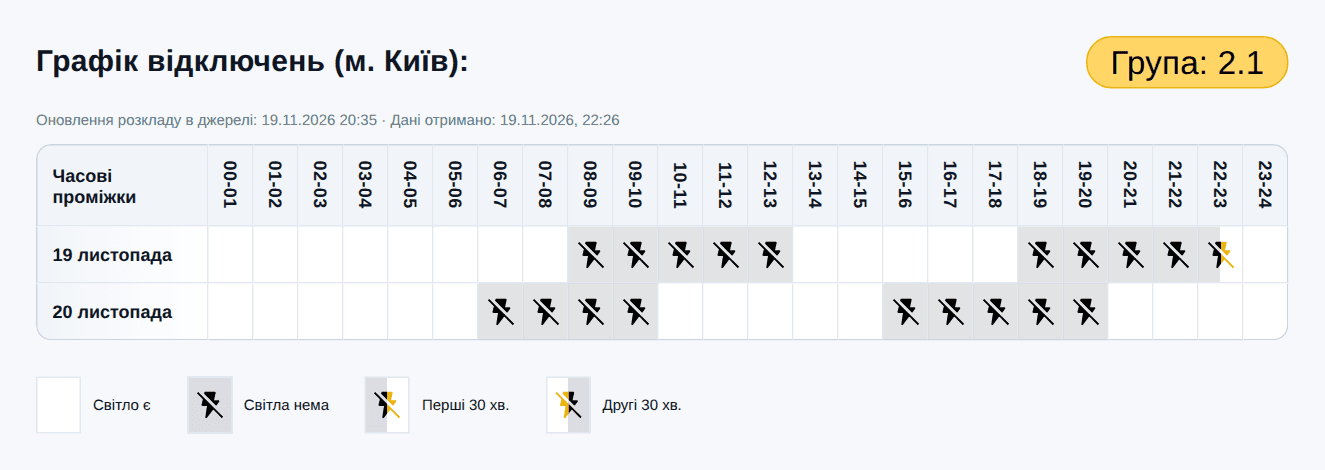 Графік відключень (м. Київ):
Група: 2.1
Оновлення розкладу в джерелі: 19.11.2026 20:35 · Дані отримано: 19.11.2026, 22:26
Часові
проміжки
00-01 01-02 02-03 03-04 04-05 05-06 06-07 07-08 08-09 09-10 10-11 11-12 12-13 13-14 14-15 15-16 16-17 17-18 18-19 19-20 20-21 21-22 22-23 23-24
19 листопада
20 листопада
Світло є
Світла нема
Перші 30 хв.
Другі 30 хв.